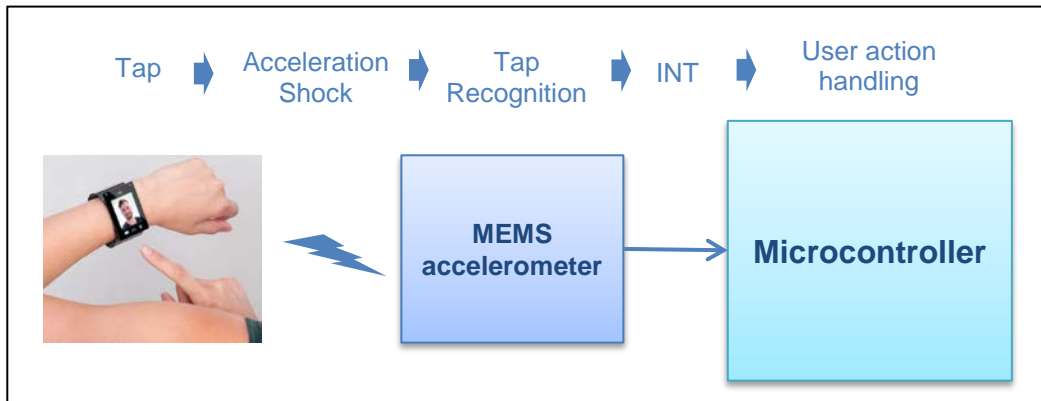 Tap
Acceleration
Shock
Tap
Recognition
INT
User action
handling
MEMS
accelerometer
Microcontroller